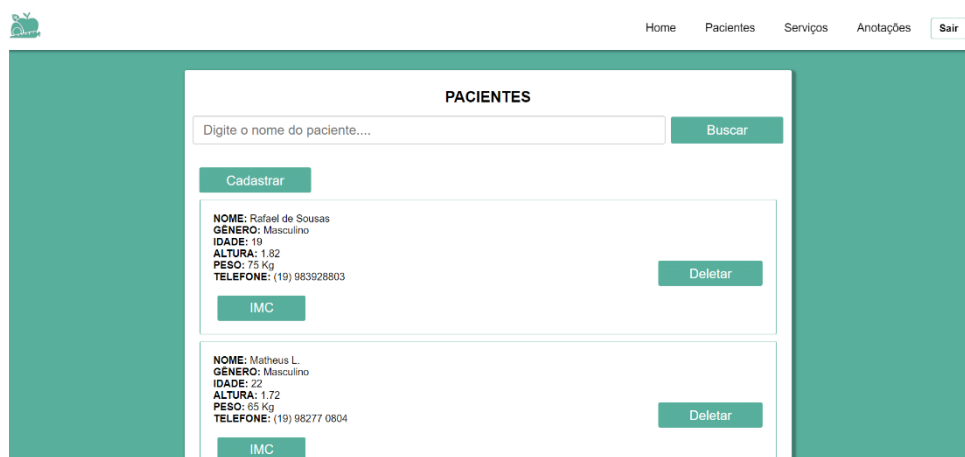 Home Pacientes Serviços Anotações Sair
PACIENTES
Digite o nome do paciente.... Buscar
Cadastrar
NOME: Rafael de Sousas
GÊNERO: Masculino
IDADE: 19
ALTURA: 1.82
PESO: 75 Kg
TELEFONE: (19) 983928803
Deletar
IMC
NOME: Matheus L.
GÊNERO: Masculino
IDADE: 22
ALTURA: 1.72
PESO: 65 Kg
TELEFONE: (19) 98277 0804
Deletar
IMC